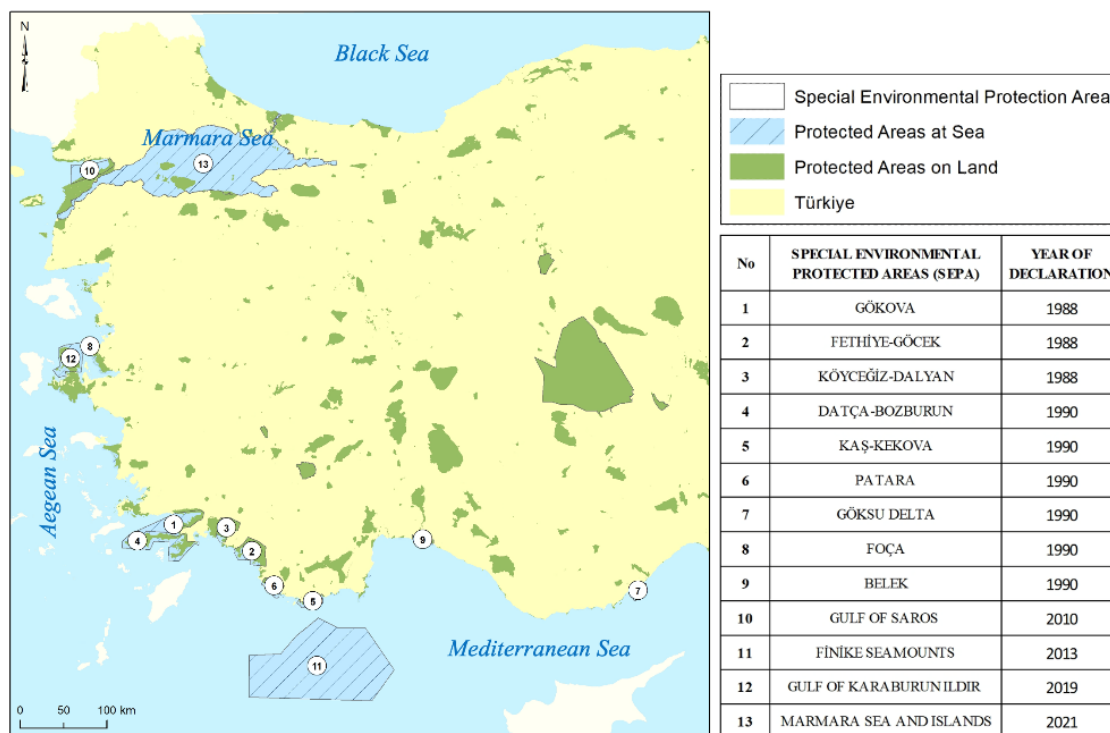 N
Black Sea
Marmara Sea
10
13
8
12
Aegean Sea
1
3
4
2
9
6
5
7
Mediterranean Sea
11
0 50 100 km
Special Environmental Protection Area
Protected Areas at Sea
Protected Areas on Land
Türkiye
No SPECIAL ENVIRONMENTAL PROTECTED AREAS (SEPA) YEAR OF DECLARATION
1 GÖKOVA 1988
2 FETHİYE-GÖCEK 1988
3 KÖYCEĞİZ-DALYAN 1988
4 DATÇA-BOZBURUN 1990
5 KAŞ-KEKOVA 1990
6 PATARA 1990
7 GÖKSU DELTA 1990
8 FOÇA 1990
9 BELEK 1990
10 GULF OF SAROS 2010
11 FİNİKE SEAMOUNTS 2013
12 GULF OF KARABURUN ILDIR 2019
13 MARMARA SEA AND ISLANDS 2021